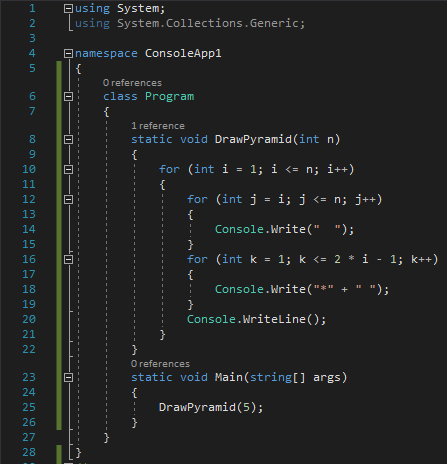 1 using System;
2 using System.Collections.Generic;
3
4 namespace ConsoleApp1
5 {
0 references
6 class Program
7 {
1 reference
8 static void DrawPyramid(int n)
9 {
10 for (int i = 1; i <= n; i++)
11 {
12 for (int j = i; j <= n; j++)
13 {
14 Console.Write("  ");
15 }
16 for (int k = 1; k <= 2 * i - 1; k++)
17 {
18 Console.Write("*" + " ");
19 }
20 Console.WriteLine();
21 }
22 }
0 references
23 static void Main(string[] args)
24 {
25 DrawPyramid(5);
26 }
27 }
28 }